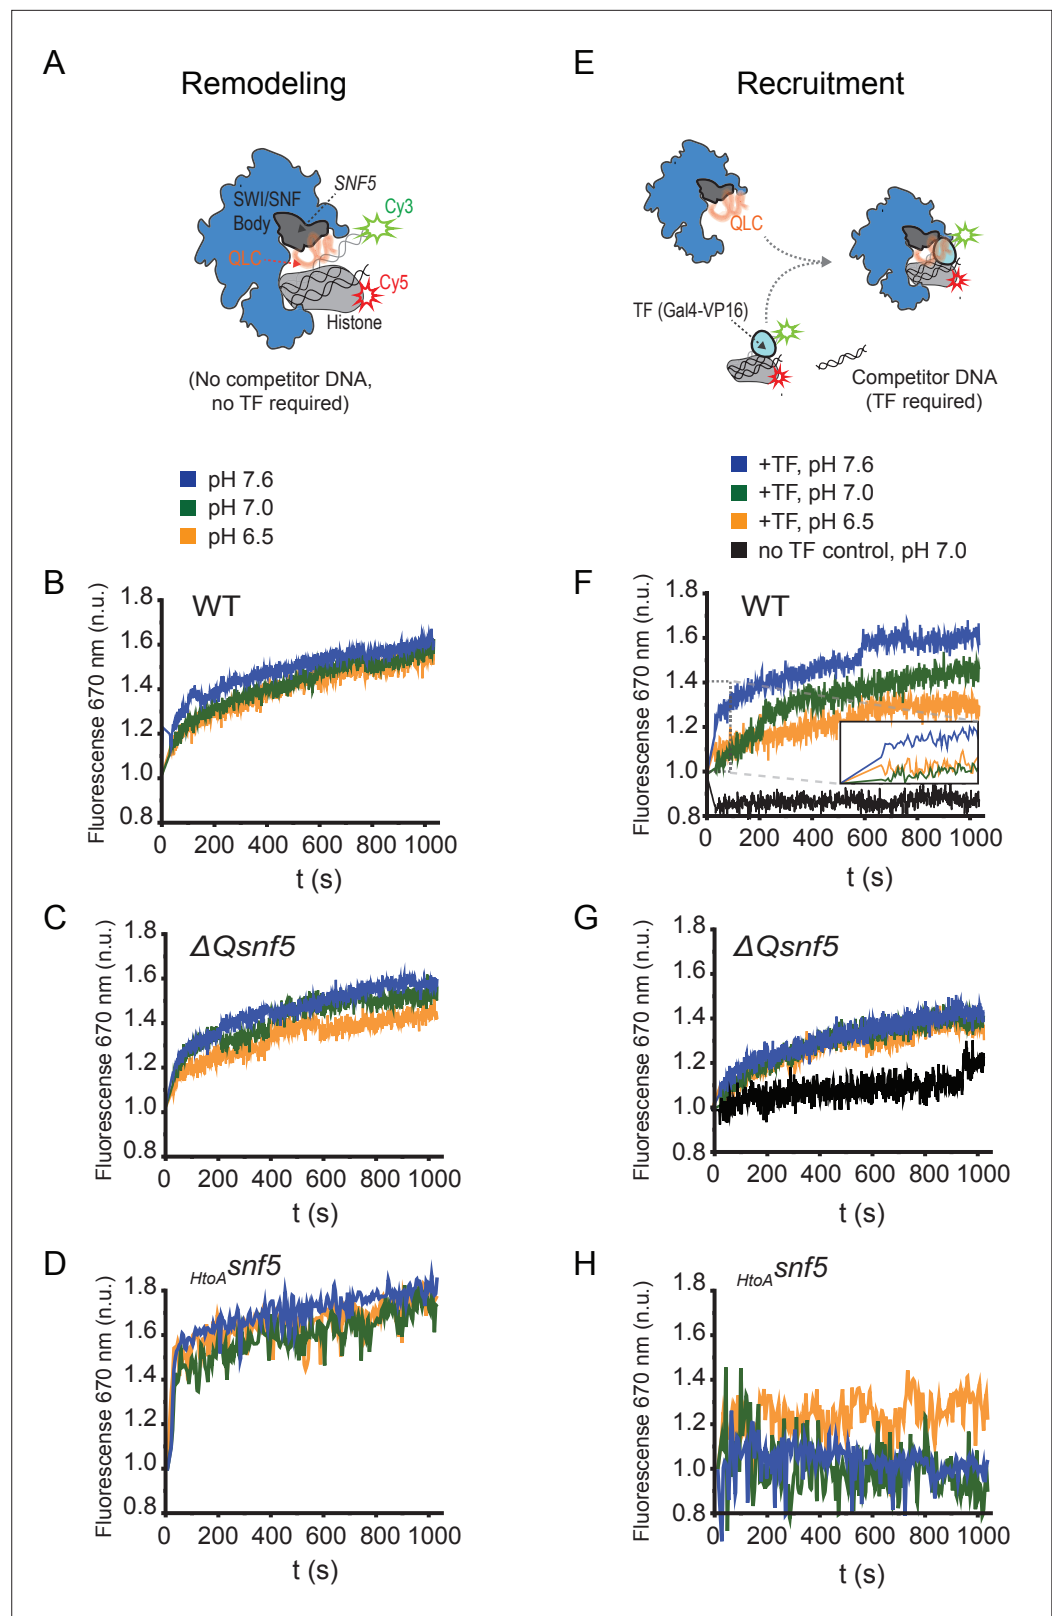 A
Remodeling
SWI/SNF
Body
SNF5
Cy3
QLC
Cy5
Histone
(No competitor DNA,
no TF required)
pH 7.6
pH 7.0
pH 6.5
B
WT
Fluorescense 670 nm (n.u.)
1.8
1.6
1.4
1.2
1.0
0.8
0 200 400 600 800 1000
t (s)
C
ΔQsnf5
Fluorescense 670 nm (n.u.)
1.8
1.6
1.4
1.2
1.0
0.8
0 200 400 600 800 1000
t (s)
D
HtoA snf5
Fluorescense 670 nm (n.u.)
1.8
1.6
1.4
1.2
1.0
0.8
0 200 400 600 800 1000
t (s)
E
Recruitment
QLC
TF (Gal4-VP16)
Competitor DNA
(TF required)
+TF, pH 7.6
+TF, pH 7.0
+TF, pH 6.5
no TF control, pH 7.0
F
WT
Fluorescense 670 nm (n.u.)
1.8
1.6
1.4
1.2
1.0
0.8
0 200 400 600 800 1000
t (s)
G
ΔQsnf5
Fluorescense 670 nm (n.u.)
1.8
1.6
1.4
1.2
1.0
0.8
0 200 400 600 800 1000
t (s)
H
HtoA snf5
Fluorescense 670 nm (n.u.)
1.8
1.6
1.4
1.2
1.0
0.8
0 200 400 600 800 1000
t (s)